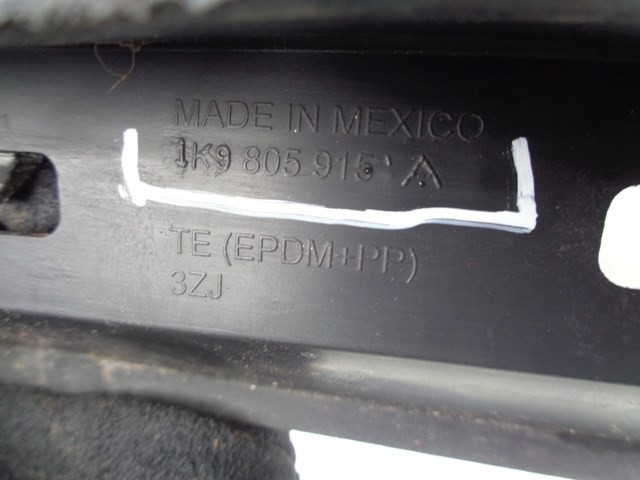 MADE IN MEXICO
1K9 805 915 A
TE (EPDM+PP)
3ZJ